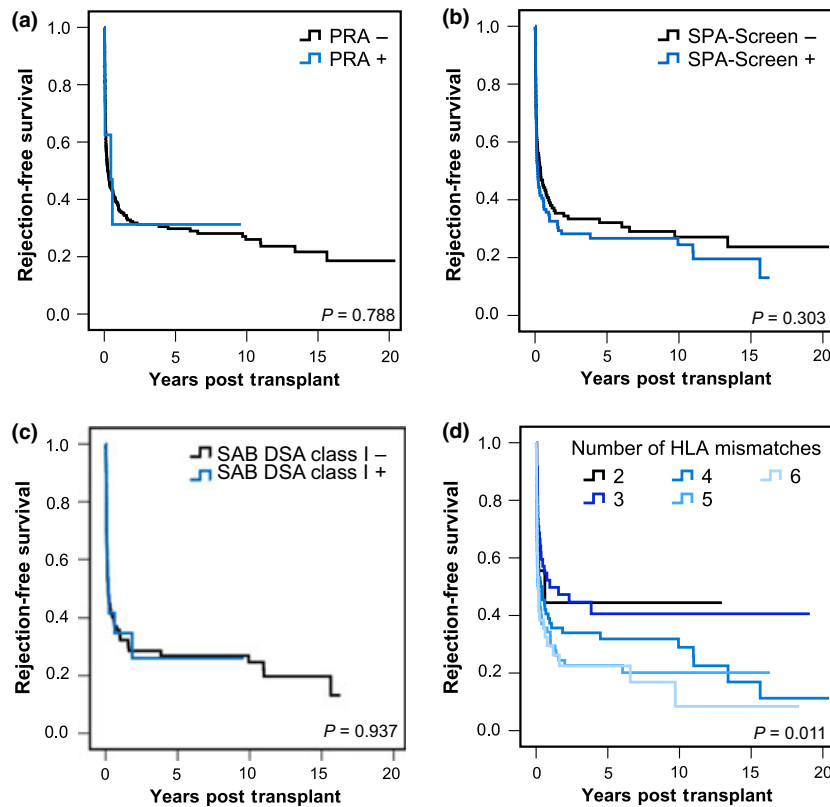 (a)
PRA –
PRA +
Rejection-free survival
1.0
0.8
0.6
0.4
0.2
0.0
P = 0.788
0 5 10 15 20
Years post transplant
(b)
SPA-Screen –
SPA-Screen +
Rejection-free survival
1.0
0.8
0.6
0.4
0.2
0.0
P = 0.303
0 5 10 15 20
Years post transplant
(c)
SAB DSA class I –
SAB DSA class I +
Rejection-free survival
1.0
0.8
0.6
0.4
0.2
0.0
P = 0.937
0 5 10 15 20
Years post transplant
(d)
Number of HLA mismatches
2 4 6
3 5
Rejection-free survival
1.0
0.8
0.6
0.4
0.2
0.0
P = 0.011
0 5 10 15 20
Years post transplant